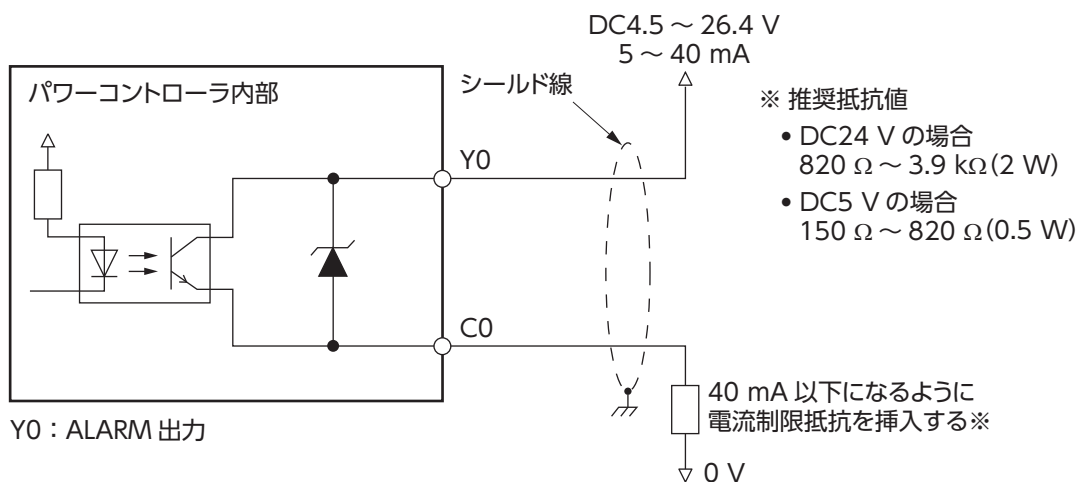 DC4.5 ～ 26.4 V
5 ～ 40 mA
パワーコントローラ内部
シールド線
※ 推奨抵抗値
• DC24 V の場合
820 Ω ～ 3.9 kΩ(2 W)
• DC5 V の場合
150 Ω ～ 820 Ω(0.5 W)
Y0
C0
40 mA 以下になるように
電流制限抵抗を挿入する※
Y0：ALARM 出力
0 V